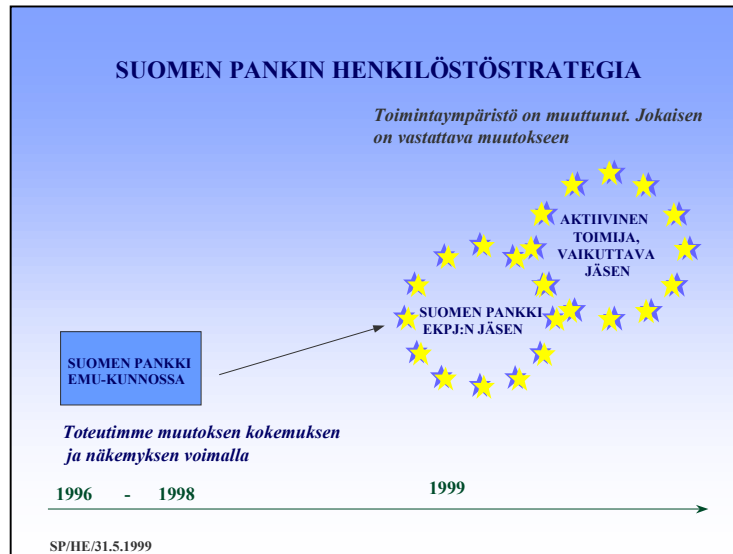 SUOMEN PANKIN HENKILÖSTÖSTRATEGIA
Toimintaympäristö on muuttunut. Jokaisen
on vastattava muutokseen
AKTIIVINEN
TOIMIJA,
VAIKUTTAVA
JÄSEN
SUOMEN PANKKI
EKPJ:N JÄSEN
SUOMEN PANKKI
EMU-KUNNOSSA
Toteutimme muutoksen kokemuksen
ja näkemyksen voimalla
1996 - 1998 1999
SP/HE/31.5.1999